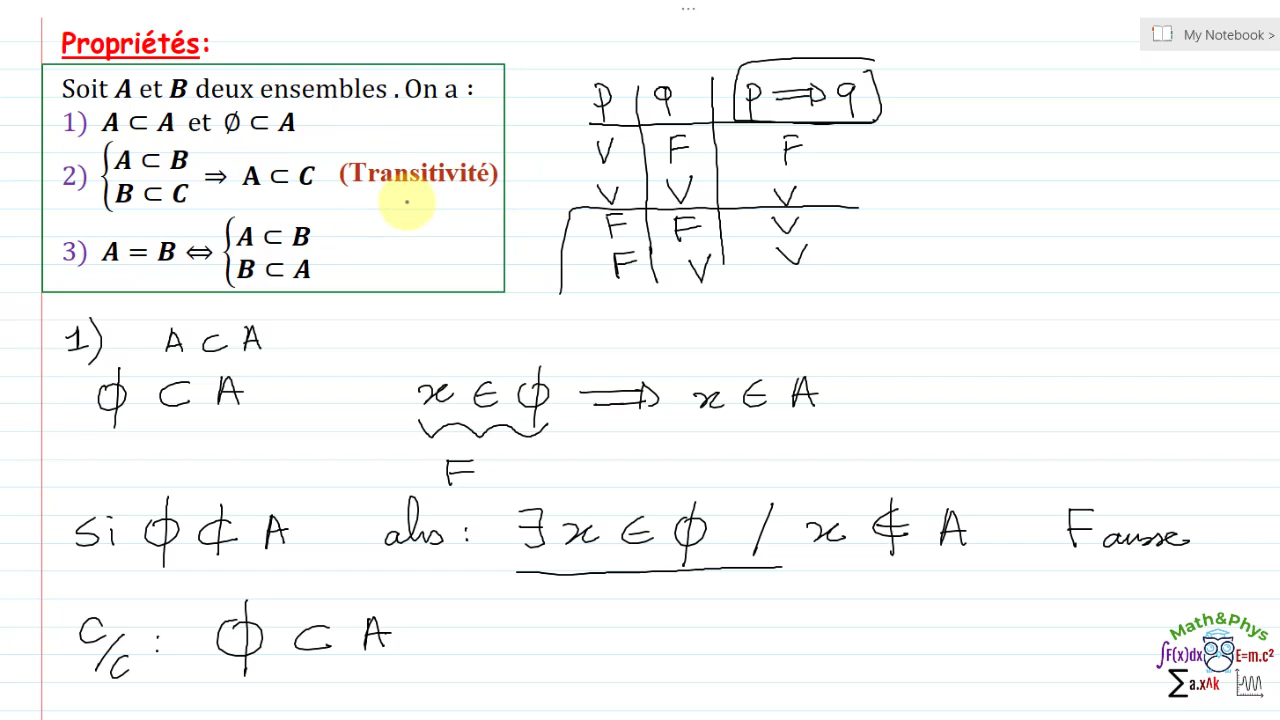 ...
My Notebook >
Propriétés:
Soit A et B deux ensembles . On a :
1) A ⊂ A et ∅ ⊂ A
2) { A ⊂ B
B ⊂ C ⇒ A ⊂ C (Transitivité)
3) A = B ⇔ { A ⊂ B
B ⊂ A
p | q | p ⇒ q
V | F | F
V | V | V
F | F | V
F | V | V
1) A ⊂ A
∅ ⊂ A x ∈ ∅ ⇒ x ∈ A
F
si ∅ ⊄ A alors : ∃ x ∈ ∅ / x ∉ A Fausse
C/C : ∅ ⊂ A
Math&Phys
∫F(x)dx E=m.c²
∑ a.x^k